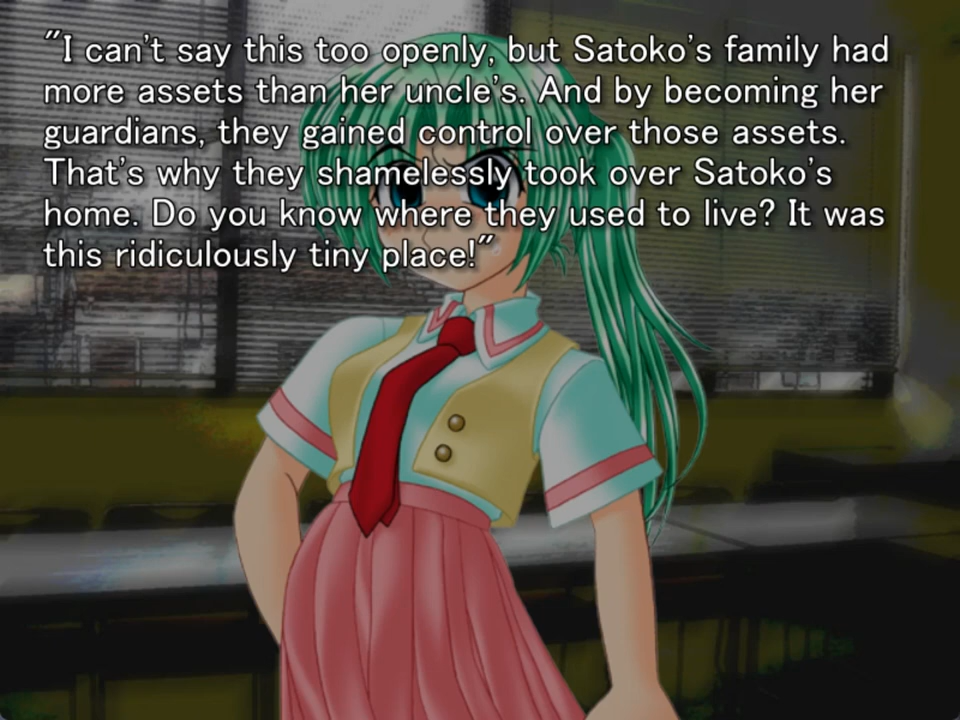 "I can't say this too openly, but Satoko's family had
more assets than her uncle's. And by becoming her
guardians, they gained control over those assets.
That's why they shamelessly took over Satoko's
home. Do you know where they used to live? It was
this ridiculously tiny place!"